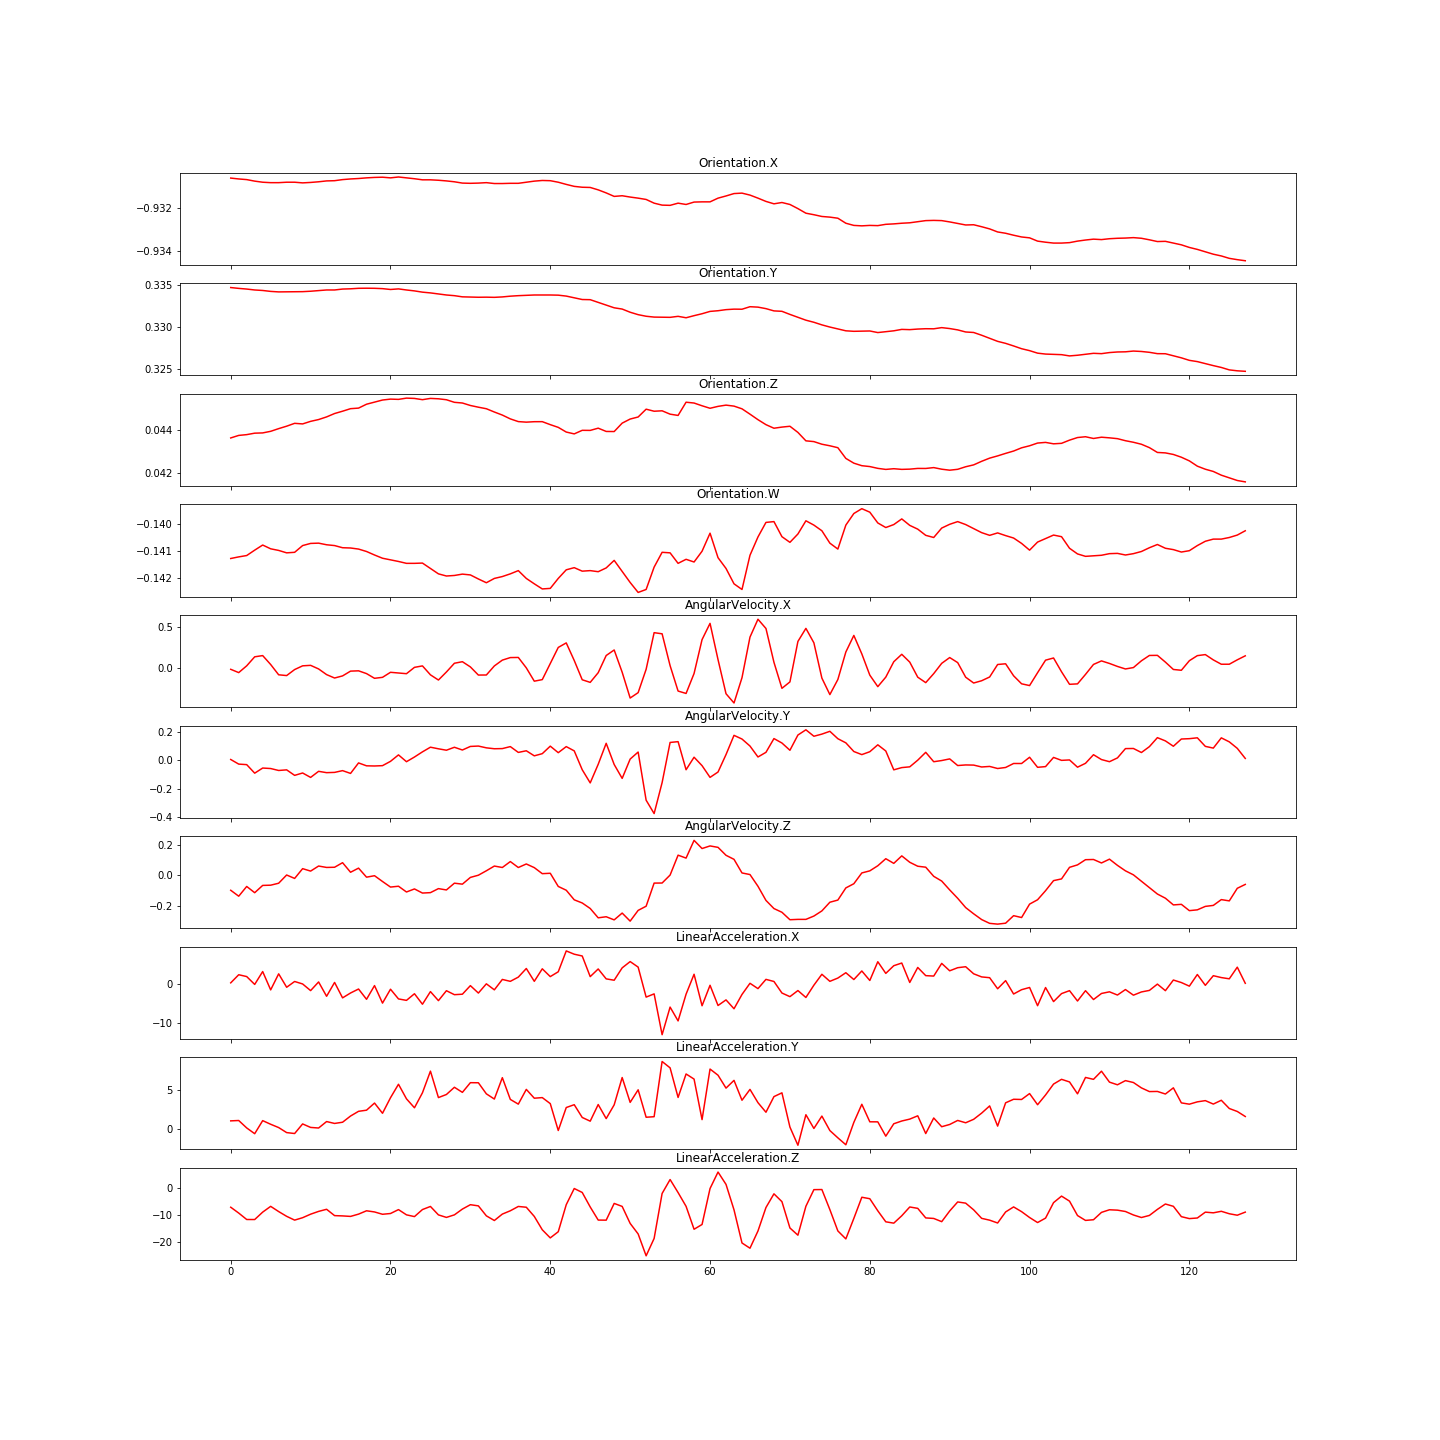 Orientation.X
−0.932
−0.934
Orientation.Y
0.335
0.330
0.325
Orientation.Z
0.044
0.042
Orientation.W
−0.140
−0.141
−0.142
AngularVelocity.X
0.5
0.0
AngularVelocity.Y
0.2
0.0
−0.2
−0.4
AngularVelocity.Z
0.2
0.0
−0.2
LinearAcceleration.X
0
−10
LinearAcceleration.Y
5
0
LinearAcceleration.Z
0
−10
−20
0 20 40 60 80 100 120